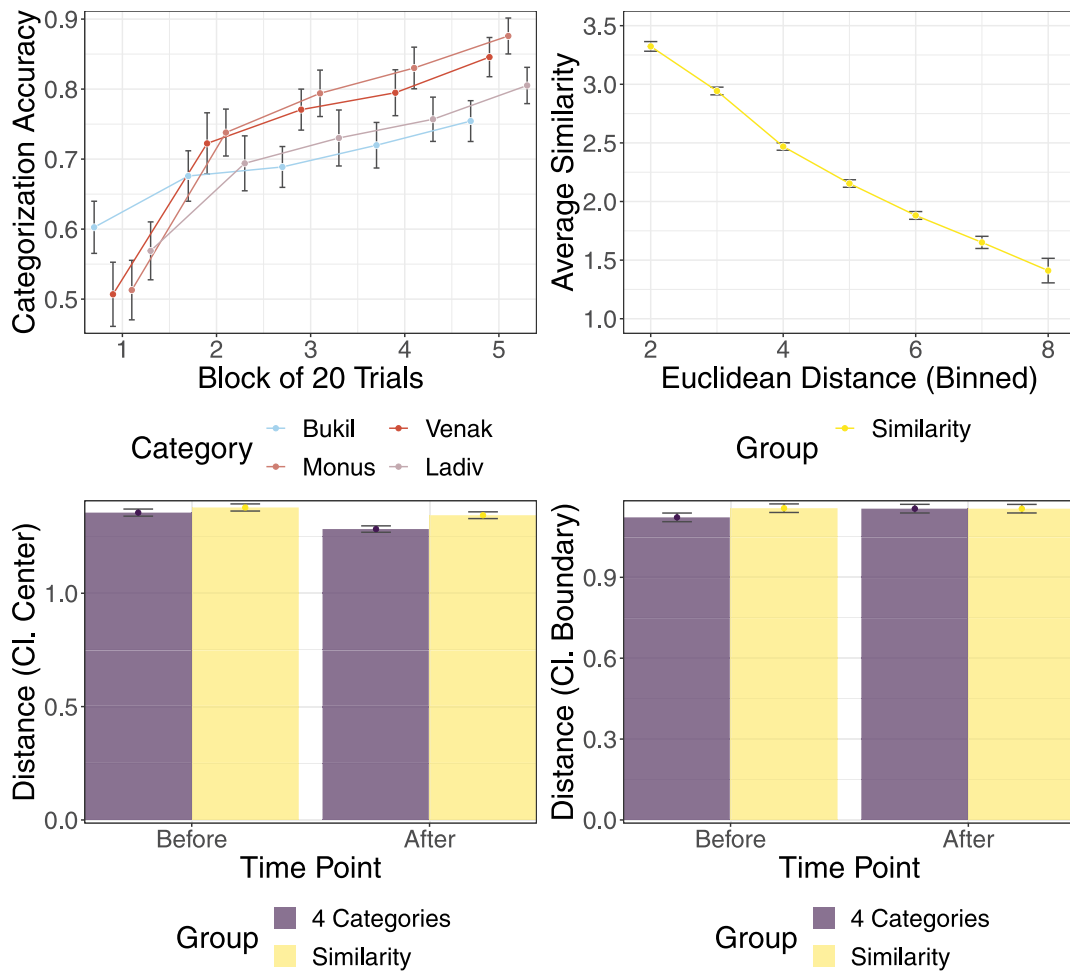 Categorization Accuracy
0.9
0.8
0.7
0.6
0.5
1 2 3 4 5
Block of 20 Trials
Category
Bukil
Venak
Monus
Ladiv
Average Similarity
3.5
3.0
2.5
2.0
1.5
1.0
2 4 6 8
Euclidean Distance (Binned)
Group
Similarity
Distance (Cl. Center)
1.0
0.5
0.0
Before After
Time Point
Group
4 Categories
Similarity
Distance (Cl. Boundary)
0.9
0.6
0.3
0.0
Before After
Time Point
Group
4 Categories
Similarity